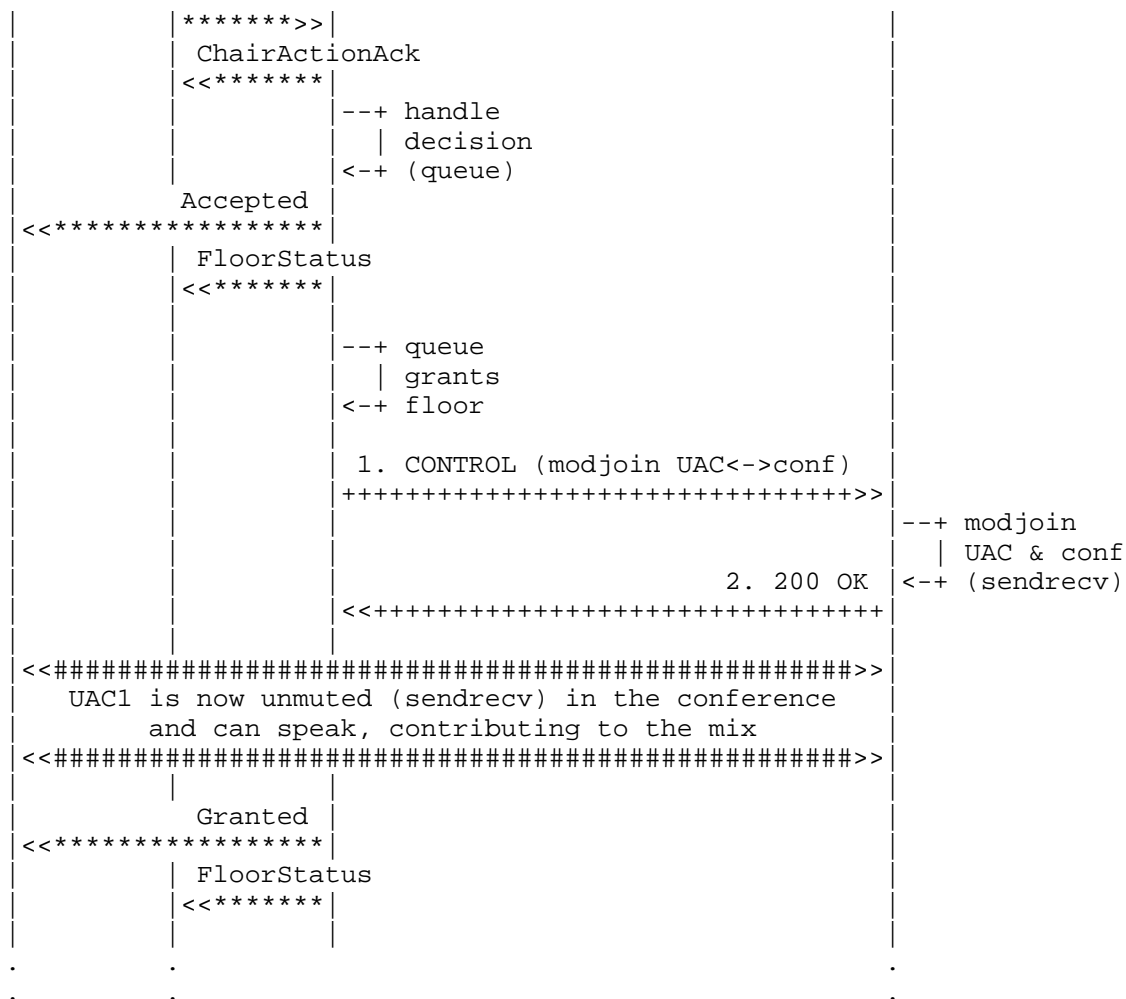 |         |*******>>|                                  |
|         | ChairActionAck                             |
|         |<<*******|                                  |
|         |         |--+ handle                        |
|         |         |  | decision                      |
|         |         |<-+ (queue)                       |
|          Accepted |                                  |
|<<*****************|                                  |
|         | FloorStatus                                |
|         |<<*******|                                  |
|         |         |                                  |
|         |         |--+ queue                         |
|         |         |  | grants                        |
|         |         |<-+ floor                         |
|         |         |                                  |
|         |         | 1. CONTROL (modjoin UAC<->conf)  |
|         |         |++++++++++++++++++++++++++++++++>>|
|         |         |                                  |--+ modjoin
|         |         |                                  |  | UAC & conf
|         |         |                        2. 200 OK |<-+ (sendrecv)
|         |         |<<++++++++++++++++++++++++++++++++|
|         |         |                                  |
|<<##################################################>>|
|   UAC1 is now unmuted (sendrecv) in the conference   |
|        and can speak, contributing to the mix        |
|<<##################################################>>|
|         |         |                                  |
|           Granted |                                  |
|<<*****************|                                  |
|         | FloorStatus                                |
|         |<<*******|                                  |
|         |         |                                  |
.         .                                            .
.         .                                            .